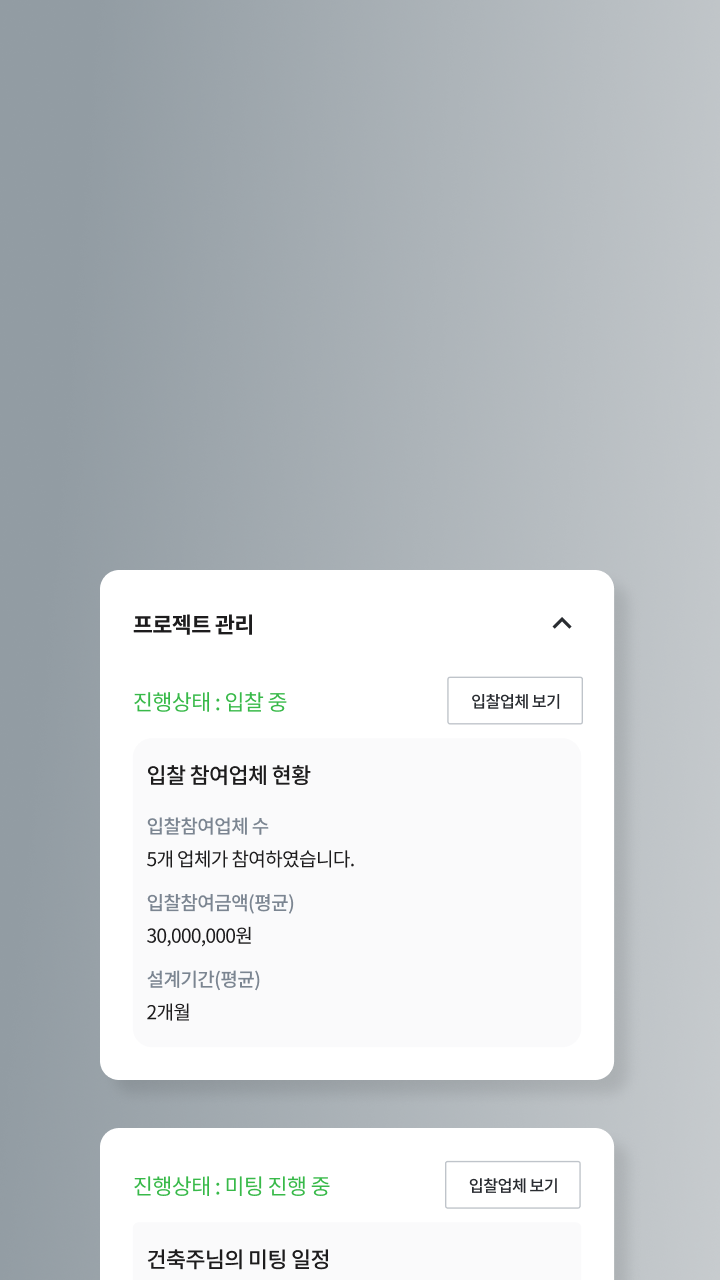 프로젝트 관리
진행상태 : 입찰 중
입찰업체 보기
입찰 참여업체 현황
입찰참여업체 수
5개 업체가 참여하였습니다.
입찰참여금액(평균)
30,000,000원
설계기간(평균)
2개월
진행상태 : 미팅 진행 중
입찰업체 보기
건축주님의 미팅 일정